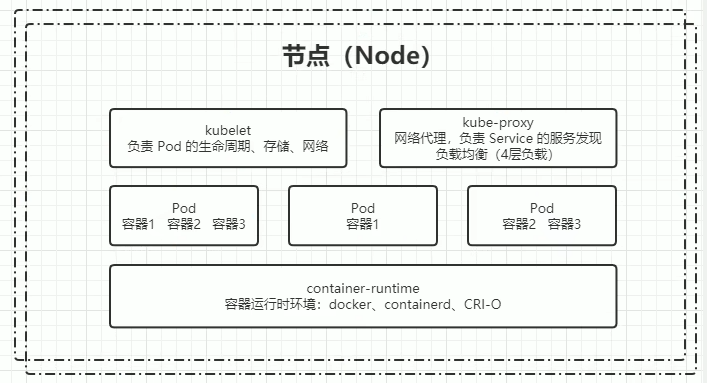 节点（Node）
kubelet
负责 Pod 的生命周期、存储、网络
kube-proxy
网络代理，负责 Service 的服务发现
负载均衡（4层负载）
Pod
容器1 容器2 容器3
Pod
容器1
Pod
容器2 容器3
container-runtime
容器运行时环境：docker、containerd、CRI-O